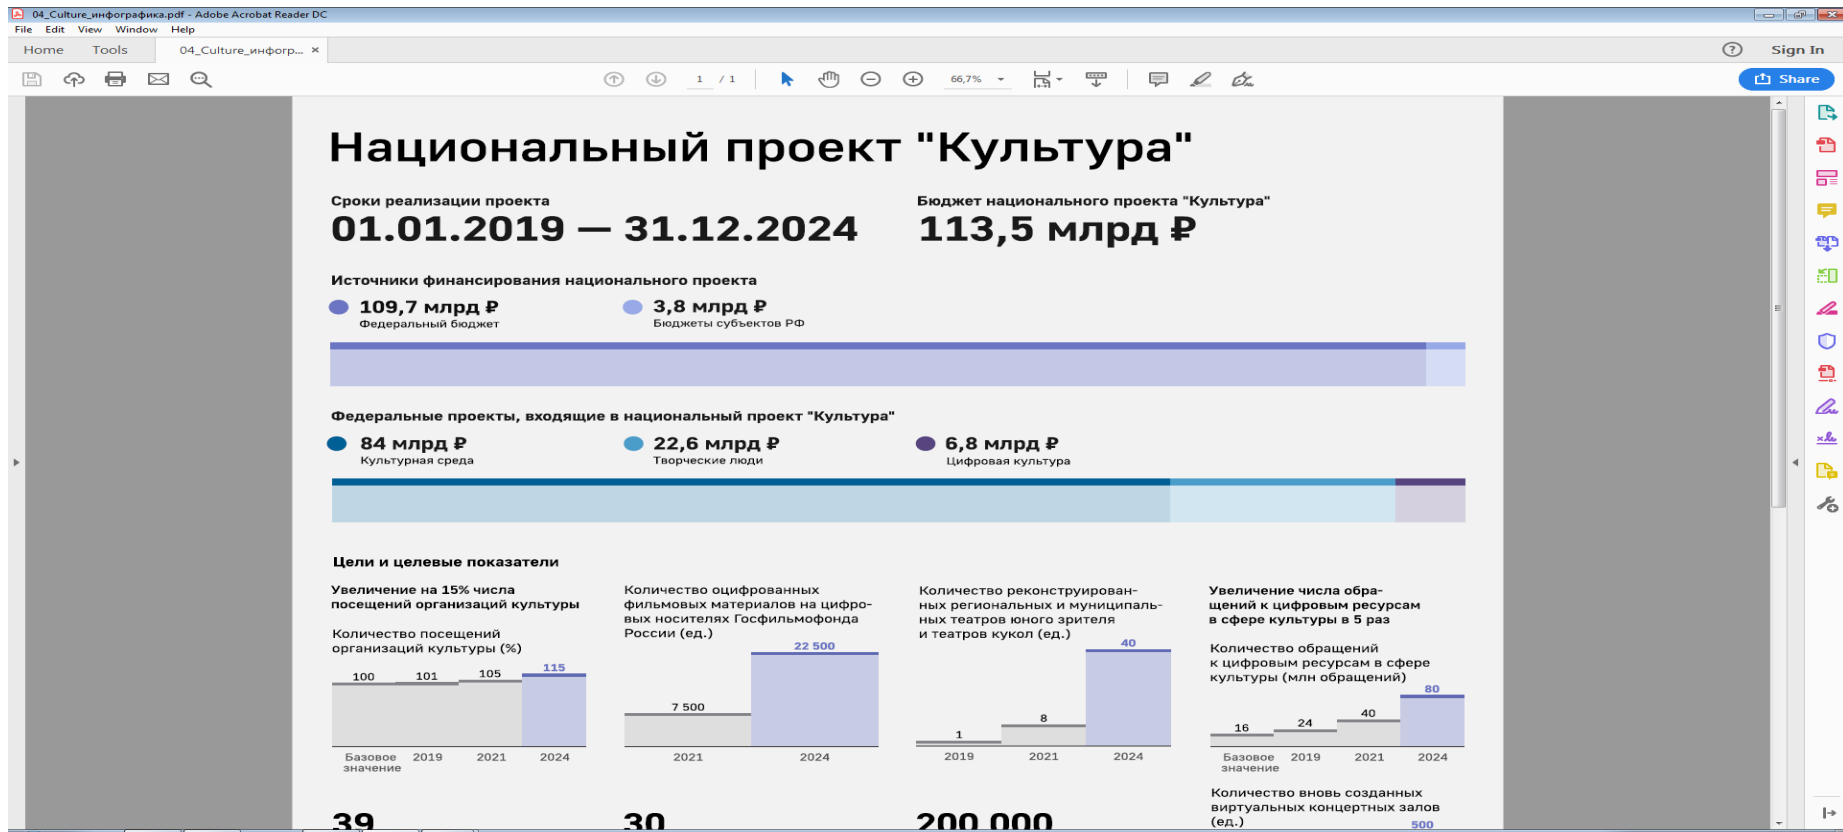 04_Culture_инфографика.pdf - Adobe Acrobat Reader DC
File Edit View Window Help
Home Tools 04_Culture_инфогр... ×
? Sign In
1 / 1 66,7% Share
Национальный проект "Культура"
Сроки реализации проекта
01.01.2019 — 31.12.2024
Бюджет национального проекта "Культура"
113,5 млрд ₽
Источники финансирования национального проекта
109,7 млрд ₽
Федеральный бюджет
3,8 млрд ₽
Бюджеты субъектов РФ
Федеральные проекты, входящие в национальный проект "Культура"
84 млрд ₽
Культурная среда
22,6 млрд ₽
Творческие люди
6,8 млрд ₽
Цифровая культура
Цели и целевые показатели
Увеличение на 15% числа
посещений организаций культуры
Количество посещений
организаций культуры (%)
100 101 105 115
Базовое
значение
2019 2021 2024
Количество оцифрованных
фильмовых материалов на цифро-
вых носителях Госфильмофонда
России (ед.)
7 500 22 500
2021 2024
Количество реконструирован-
ных региональных и муниципаль-
ных театров юного зрителя
и театров кукол (ед.)
1 8 40
2019 2021 2024
Увеличение числа обра-
щений к цифровым ресурсам
в сфере культуры в 5 раз
Количество обращений
к цифровым ресурсам в сфере
культуры (млн обращений)
16 24 40 80
Базовое
значение
2019 2021 2024
39
30
200 000
Количество вновь созданных
виртуальных концертных залов
(ед.)
500